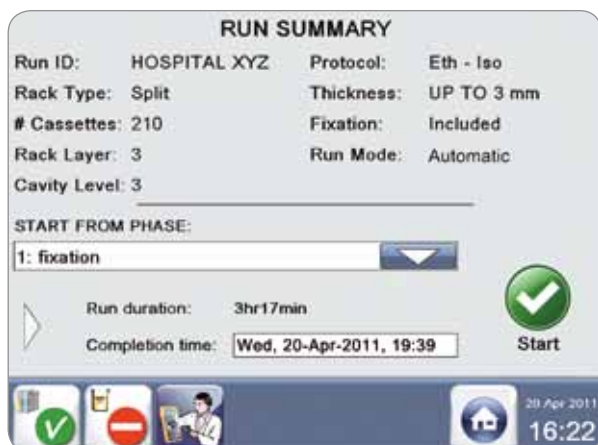 RUN SUMMARY
Run ID: HOSPITAL XYZ Protocol: Eth - Iso
Rack Type: Split Thickness: UP TO 3 mm
# Cassettes: 210 Fixation: Included
Rack Layer: 3 Run Mode: Automatic
Cavity Level: 3
START FROM PHASE:
1: fixation
Run duration: 3hr17min
Completion time: Wed, 20-Apr-2011, 19:39
Start
20 Apr 2011
16:22